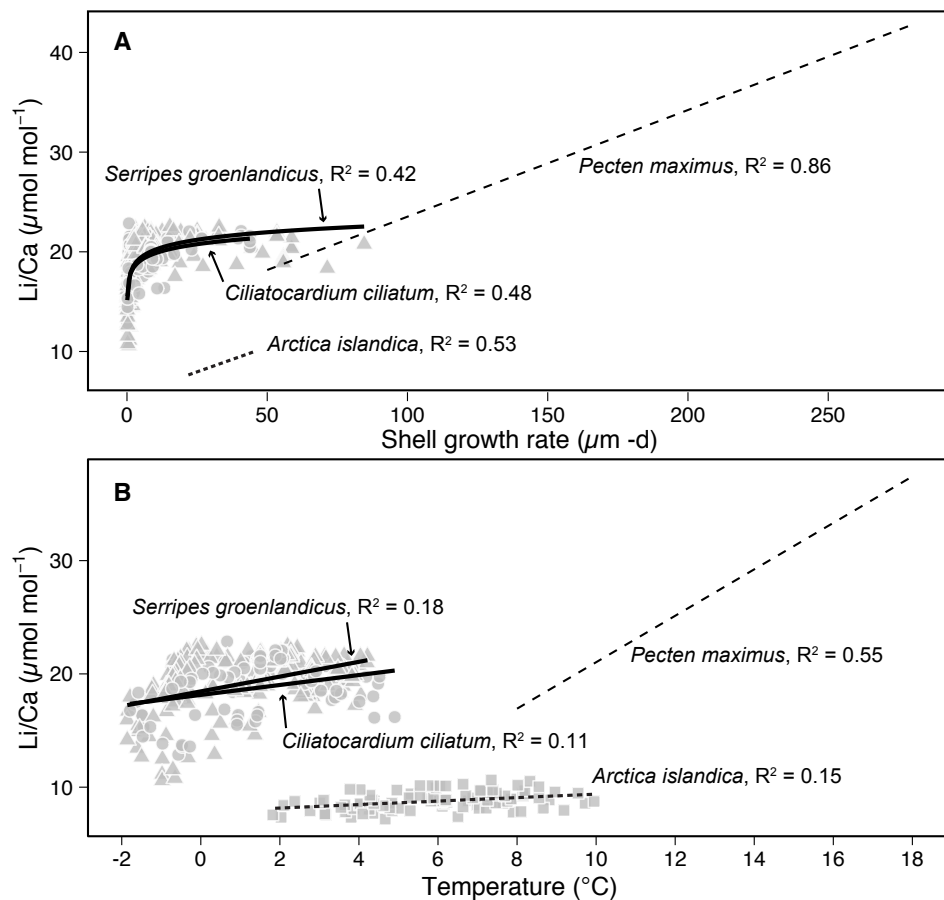 A
Li/Ca (µmol mol⁻¹)
40
30
20
10
Serripes groenlandicus, R² = 0.42
Pecten maximus, R² = 0.86
Ciliatocardium ciliatum, R² = 0.48
Arctica islandica, R² = 0.53
0 50 100 150 200 250
Shell growth rate (µm -d)
B
Li/Ca (µmol mol⁻¹)
30
20
10
Serripes groenlandicus, R² = 0.18
Pecten maximus, R² = 0.55
Ciliatocardium ciliatum, R² = 0.11
Arctica islandica, R² = 0.15
-2 0 2 4 6 8 10 12 14 16 18
Temperature (°C)